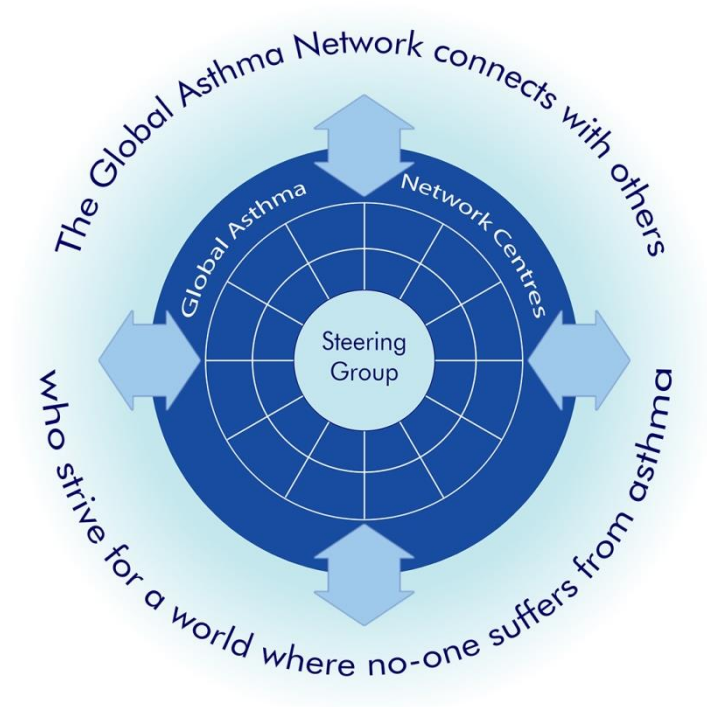 The Global Asthma Network connects with others
Global Asthma Network Centres
Steering
Group
who strive for a world where no-one suffers from asthma